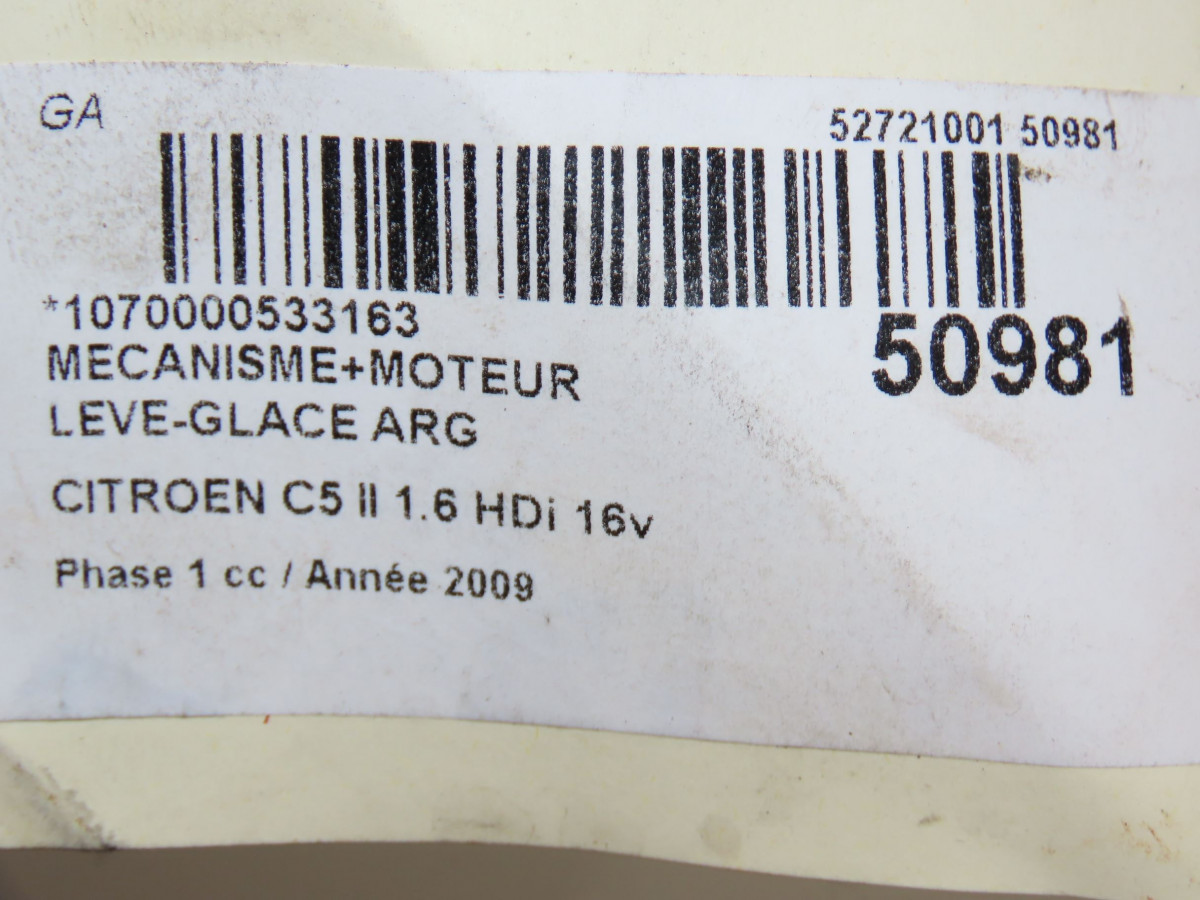 GA
52721001 50981
*1070000533163
50981
MECANISME+MOTEUR
LEVE-GLACE ARG
CITROEN C5 II 1.6 HDi 16v
Phase 1 cc / Année 2009